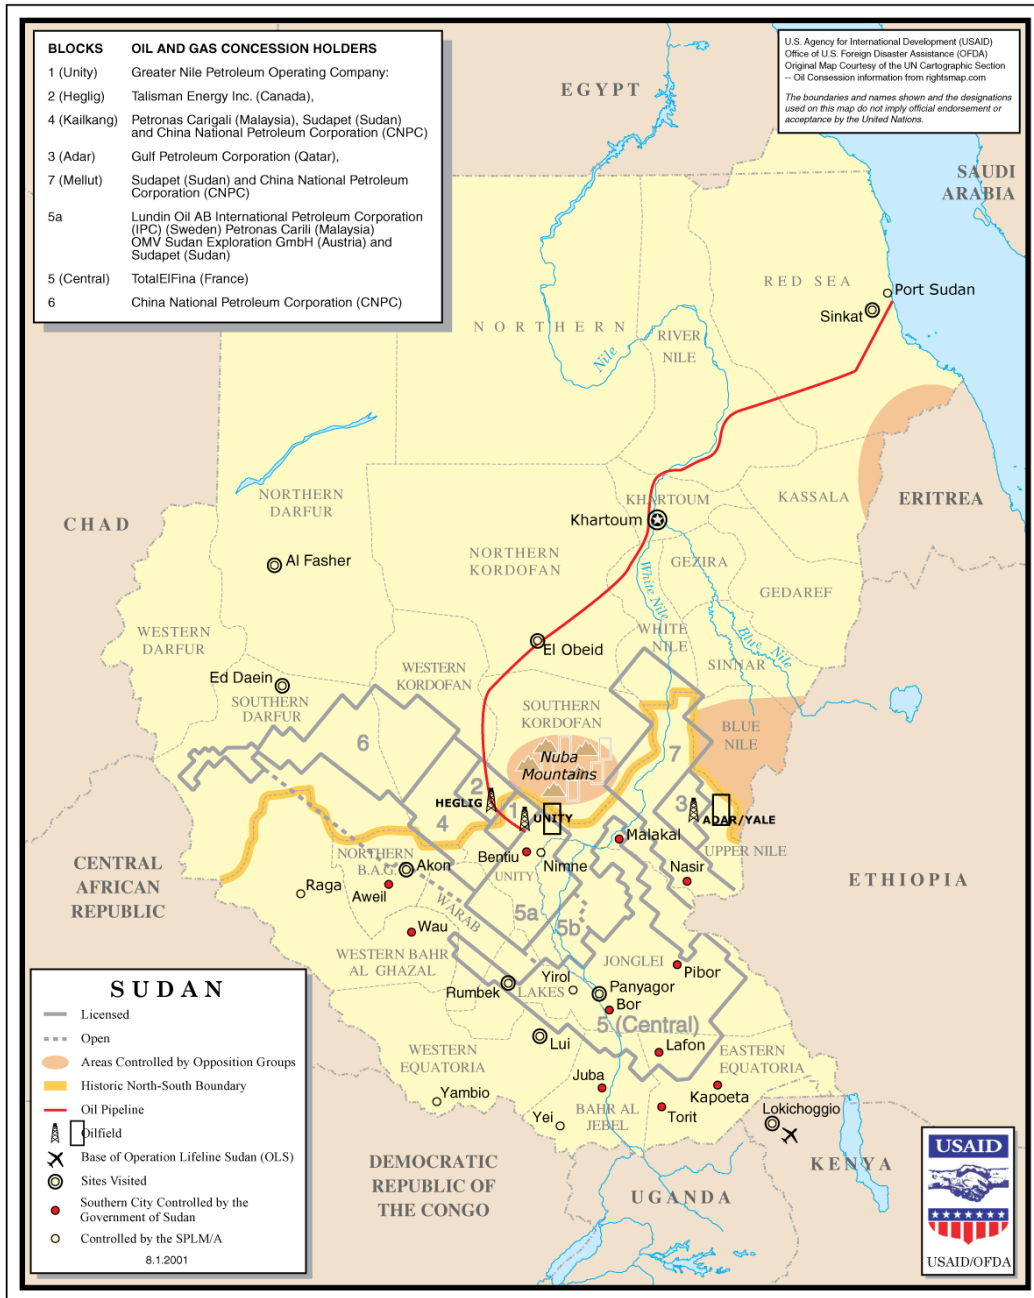 BLOCKS OIL AND GAS CONCESSION HOLDERS
1 (Unity) Greater Nile Petroleum Operating Company:
2 (Heglig) Talisman Energy Inc. (Canada),
4 (Kailkang) Petronas Carigali (Malaysia), Sudapet (Sudan)
and China National Petroleum Corporation (CNPC)
3 (Adar) Gulf Petroleum Corporation (Qatar),
7 (Mellut) Sudapet (Sudan) and China National Petroleum
Corporation (CNPC)
5a Lundin Oil AB International Petroleum Corporation
(IPC) (Sweden) Petronas Carili (Malaysia)
OMV Sudan Exploration GmbH (Austria) and
Sudapet (Sudan)
5 (Central) TotalElFina (France)
6 China National Petroleum Corporation (CNPC)
U.S. Agency for International Development (USAID)
Office of U.S. Foreign Disaster Assistance (OFDA)
Original Map Courtesy of the UN Cartographic Section
-- Oil Consession information from rightsmap.com
The boundaries and names shown and the designations
used on this map do not imply official endorsement or
acceptance by the United Nations.
EGYPT
SAUDI
ARABIA
RED SEA
Port Sudan
Sinkat
NORTHERN
Nile
RIVER
NILE
NORTHERN
DARFUR
CHAD
KHARTOUM
Khartoum
KASSALA
ERITREA
Al Fasher
NORTHERN
KORDOFAN
GEZIRA
White Nile
GEDAREF
WESTERN
DARFUR
El Obeid
WHITE
NILE
Blue Nile
SINNAR
Ed Daein
SOUTHERN
DARFUR
WESTERN
KORDOFAN
SOUTHERN
KORDOFAN
BLUE
NILE
6
7
Nuba
Mountains
2
HEGLIG
1
UNITY
3
ADAR/YALE
4
Malakal
UPPER NILE
CENTRAL
AFRICAN
REPUBLIC
NORTHERN
B.A.G.
Akon
Bentiu
Nimne
UNITY
Nasir
ETHIOPIA
Raga
Aweil
WARAB
5a
5b
Wau
WESTERN BAHR
AL GHAZAL
JONGLEI
Pibor
Rumbek
LAKES
Yirol
Panyagor
Bor
5 (Central)
Lui
Lafon
WESTERN
EQUATORIA
EASTERN
EQUATORIA
Juba
Kapoeta
Yambio
BAHR AL
JEBEL
Torit
Yei
Lokichoggio
DEMOCRATIC
REPUBLIC OF
THE CONGO
UGANDA
KENYA
SUDAN
Licensed
Open
Areas Controlled by Opposition Groups
Historic North-South Boundary
Oil Pipeline
Oilfield
Base of Operation Lifeline Sudan (OLS)
Sites Visited
Southern City Controlled by the
Government of Sudan
Controlled by the SPLM/A
8.1.2001
USAID
USAID/OFDA